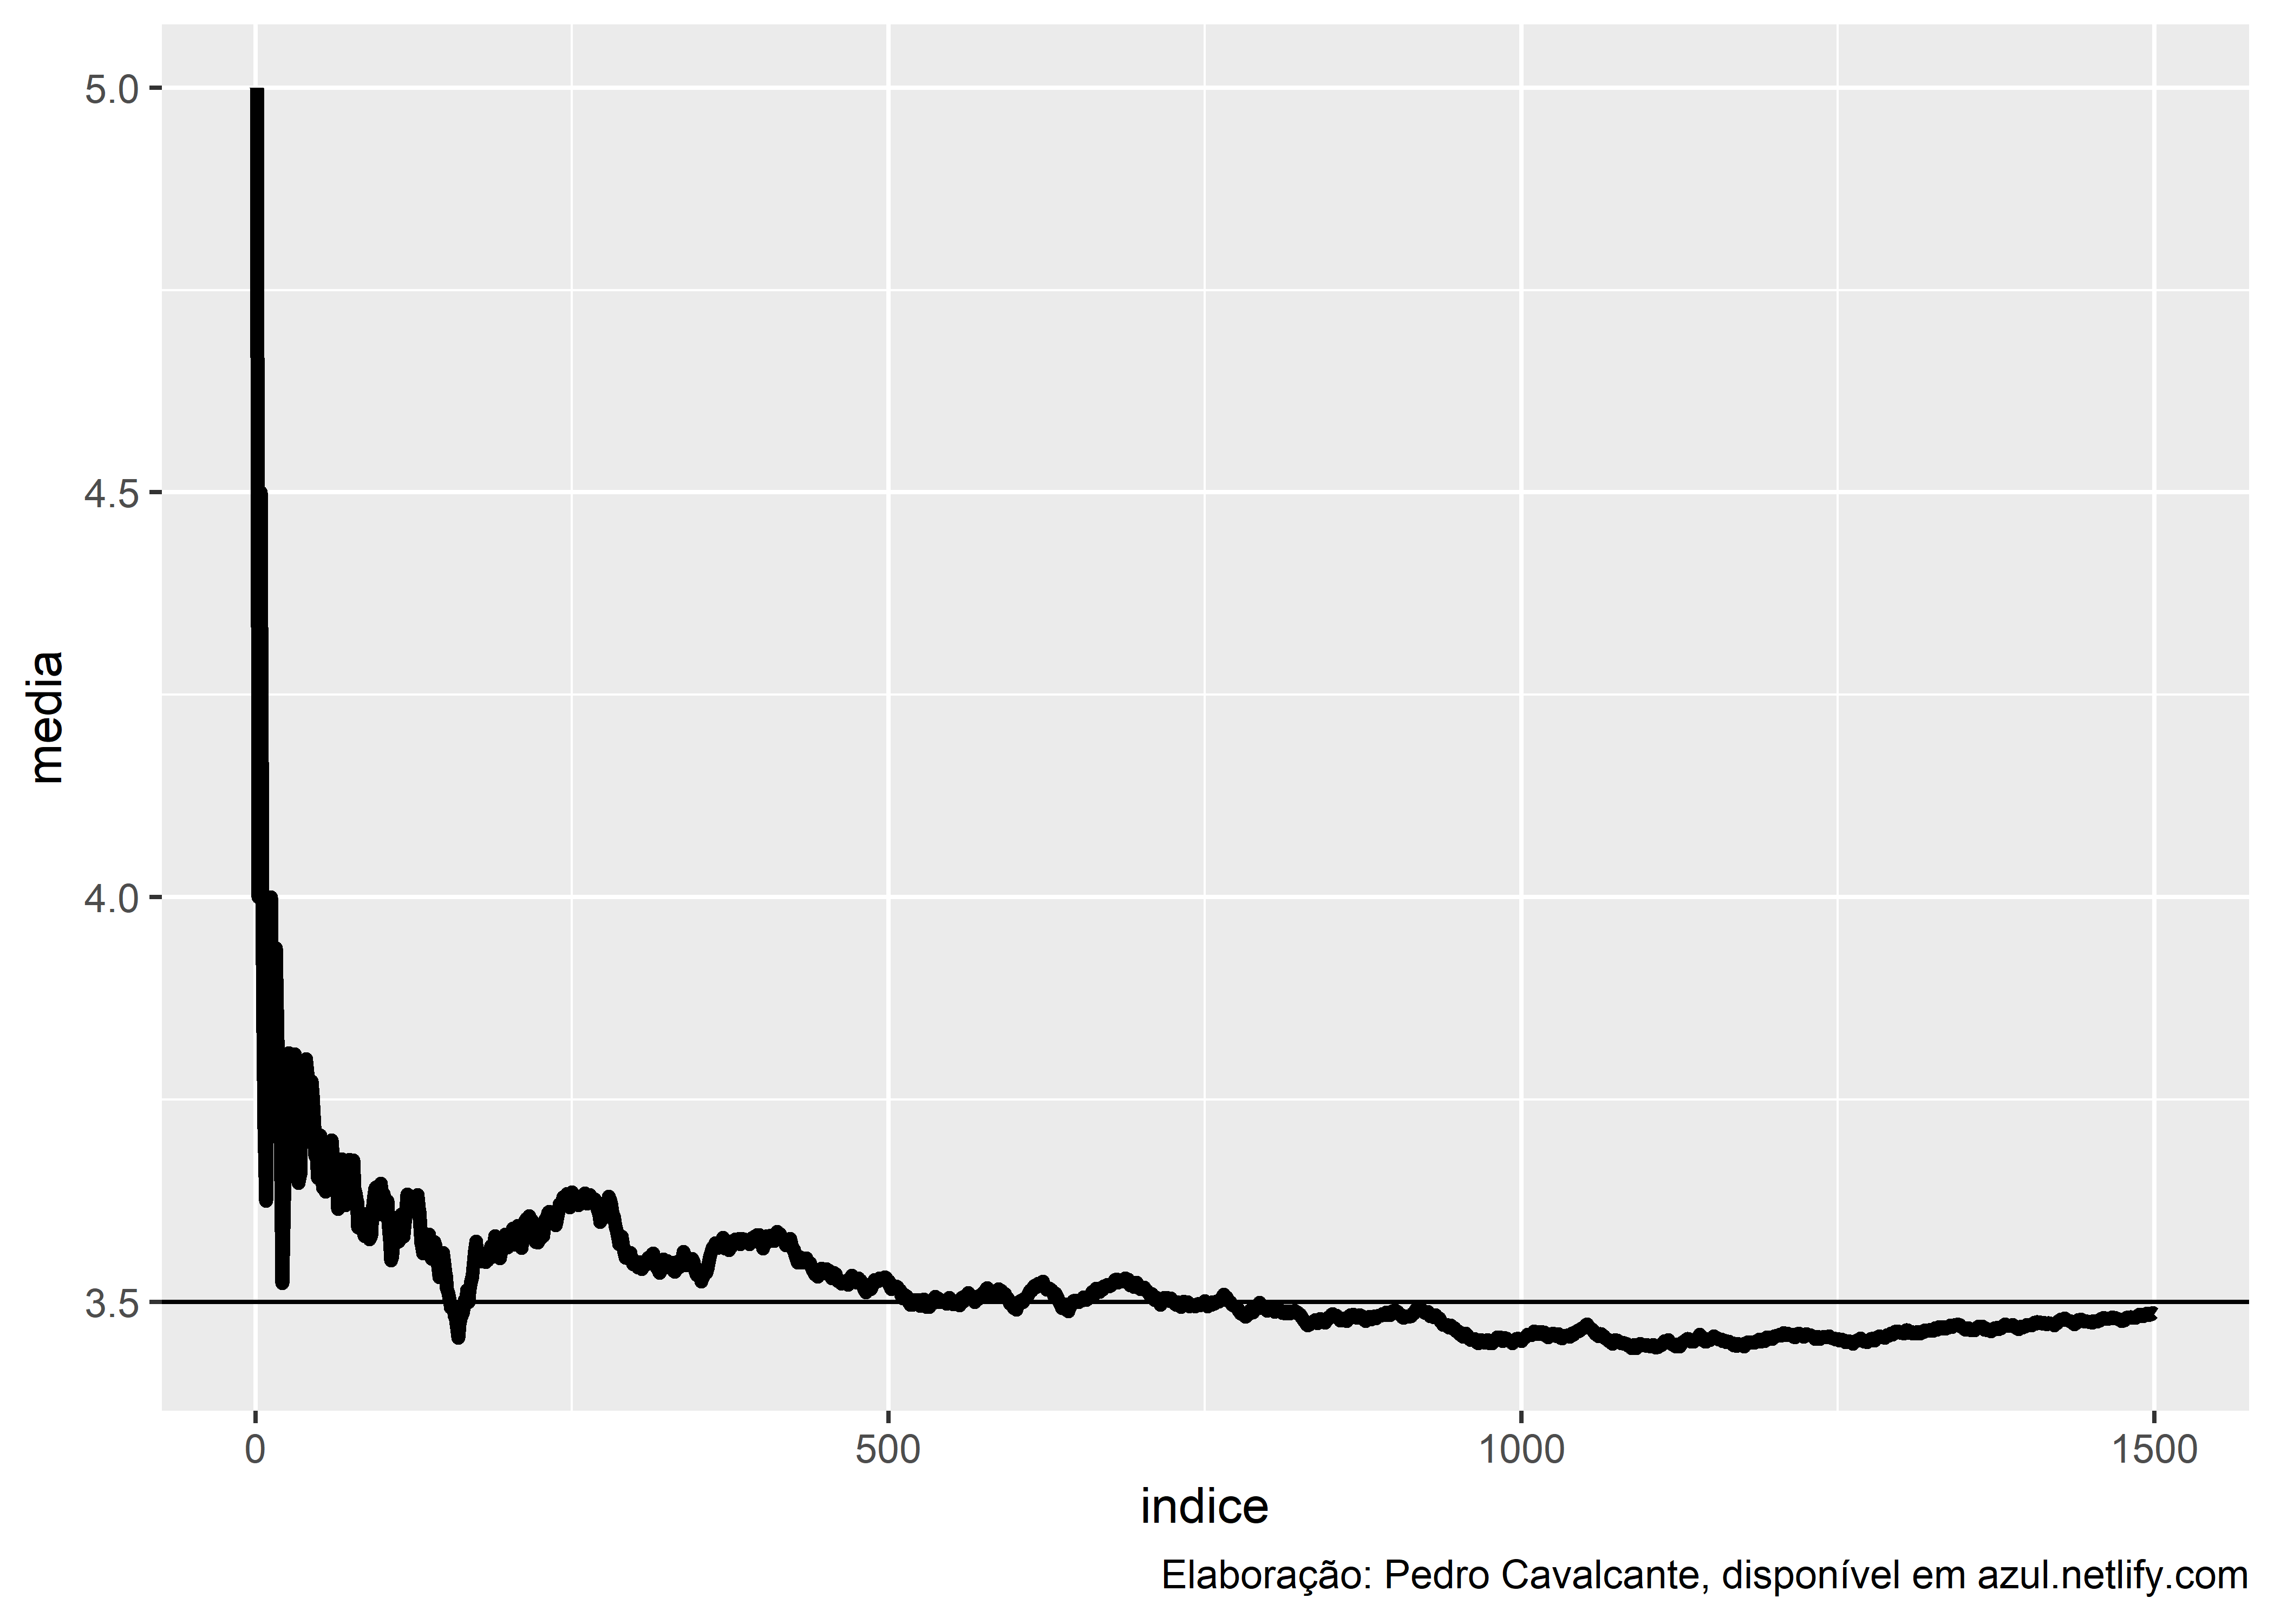 5.0
4.5
4.0
3.5
media
0 500 1000 1500
indice
Elaboração: Pedro Cavalcante, disponível em azul.netlify.com